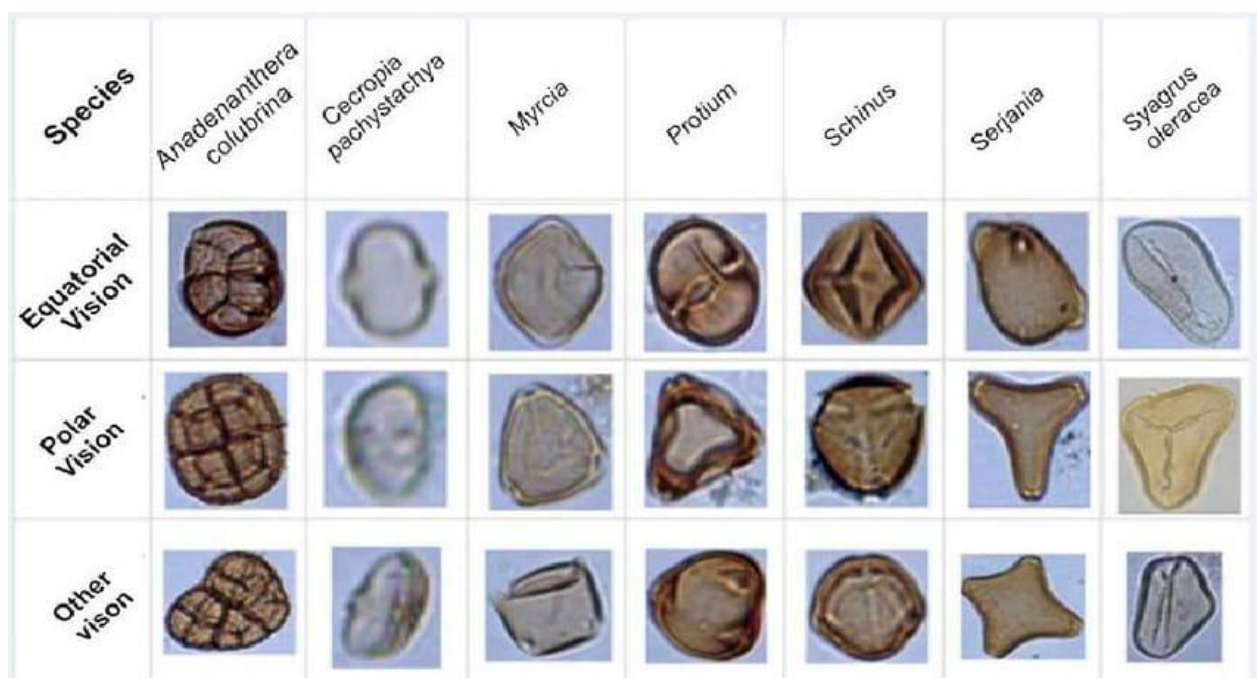 Species
Anadenanthera
colubrina
Cecropia
pachystachya
Myrcia
Protium
Schinus
Serjania
Syagrus
oleracea
Equatorial
Vision
Polar
Vision
Other
vison